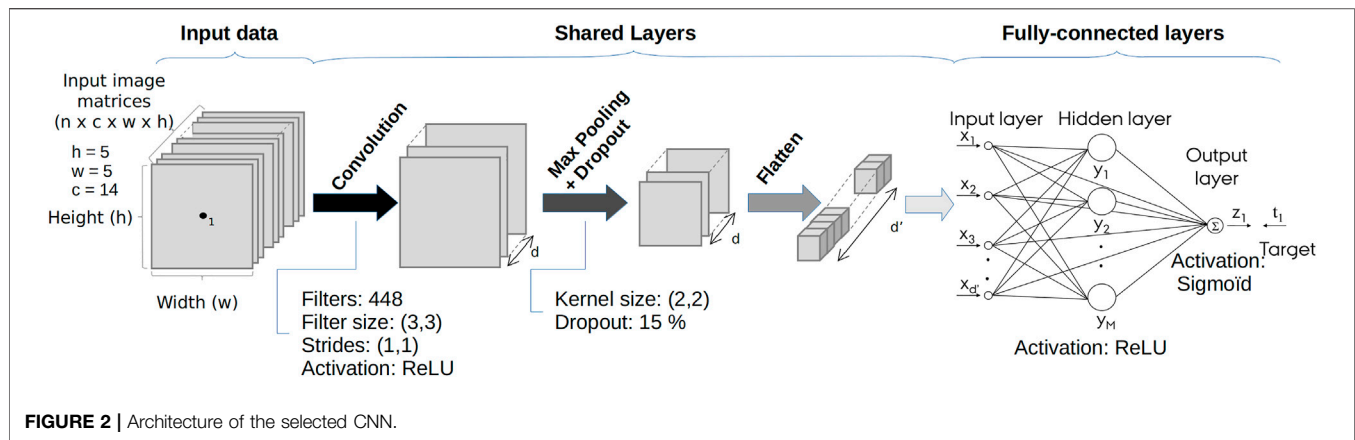 Input data
Shared Layers
Fully-connected layers
Input image
matrices
(n x c x w x h)
h = 5
w = 5
c = 14
Height (h)
1
Width (w)
Convolution
Filters: 448
Filter size: (3,3)
Strides: (1,1)
Activation: ReLU
d
Max Pooling
+ Dropout
Kernel size: (2,2)
Dropout: 15 %
d
Flatten
d'
Input layer
Hidden layer
x1
x2
x3
xd'
y1
y2
yM
Activation: ReLU
Output
layer
Σ
z1
t1
Target
Activation:
Sigmoïd
FIGURE 2 | Architecture of the selected CNN.